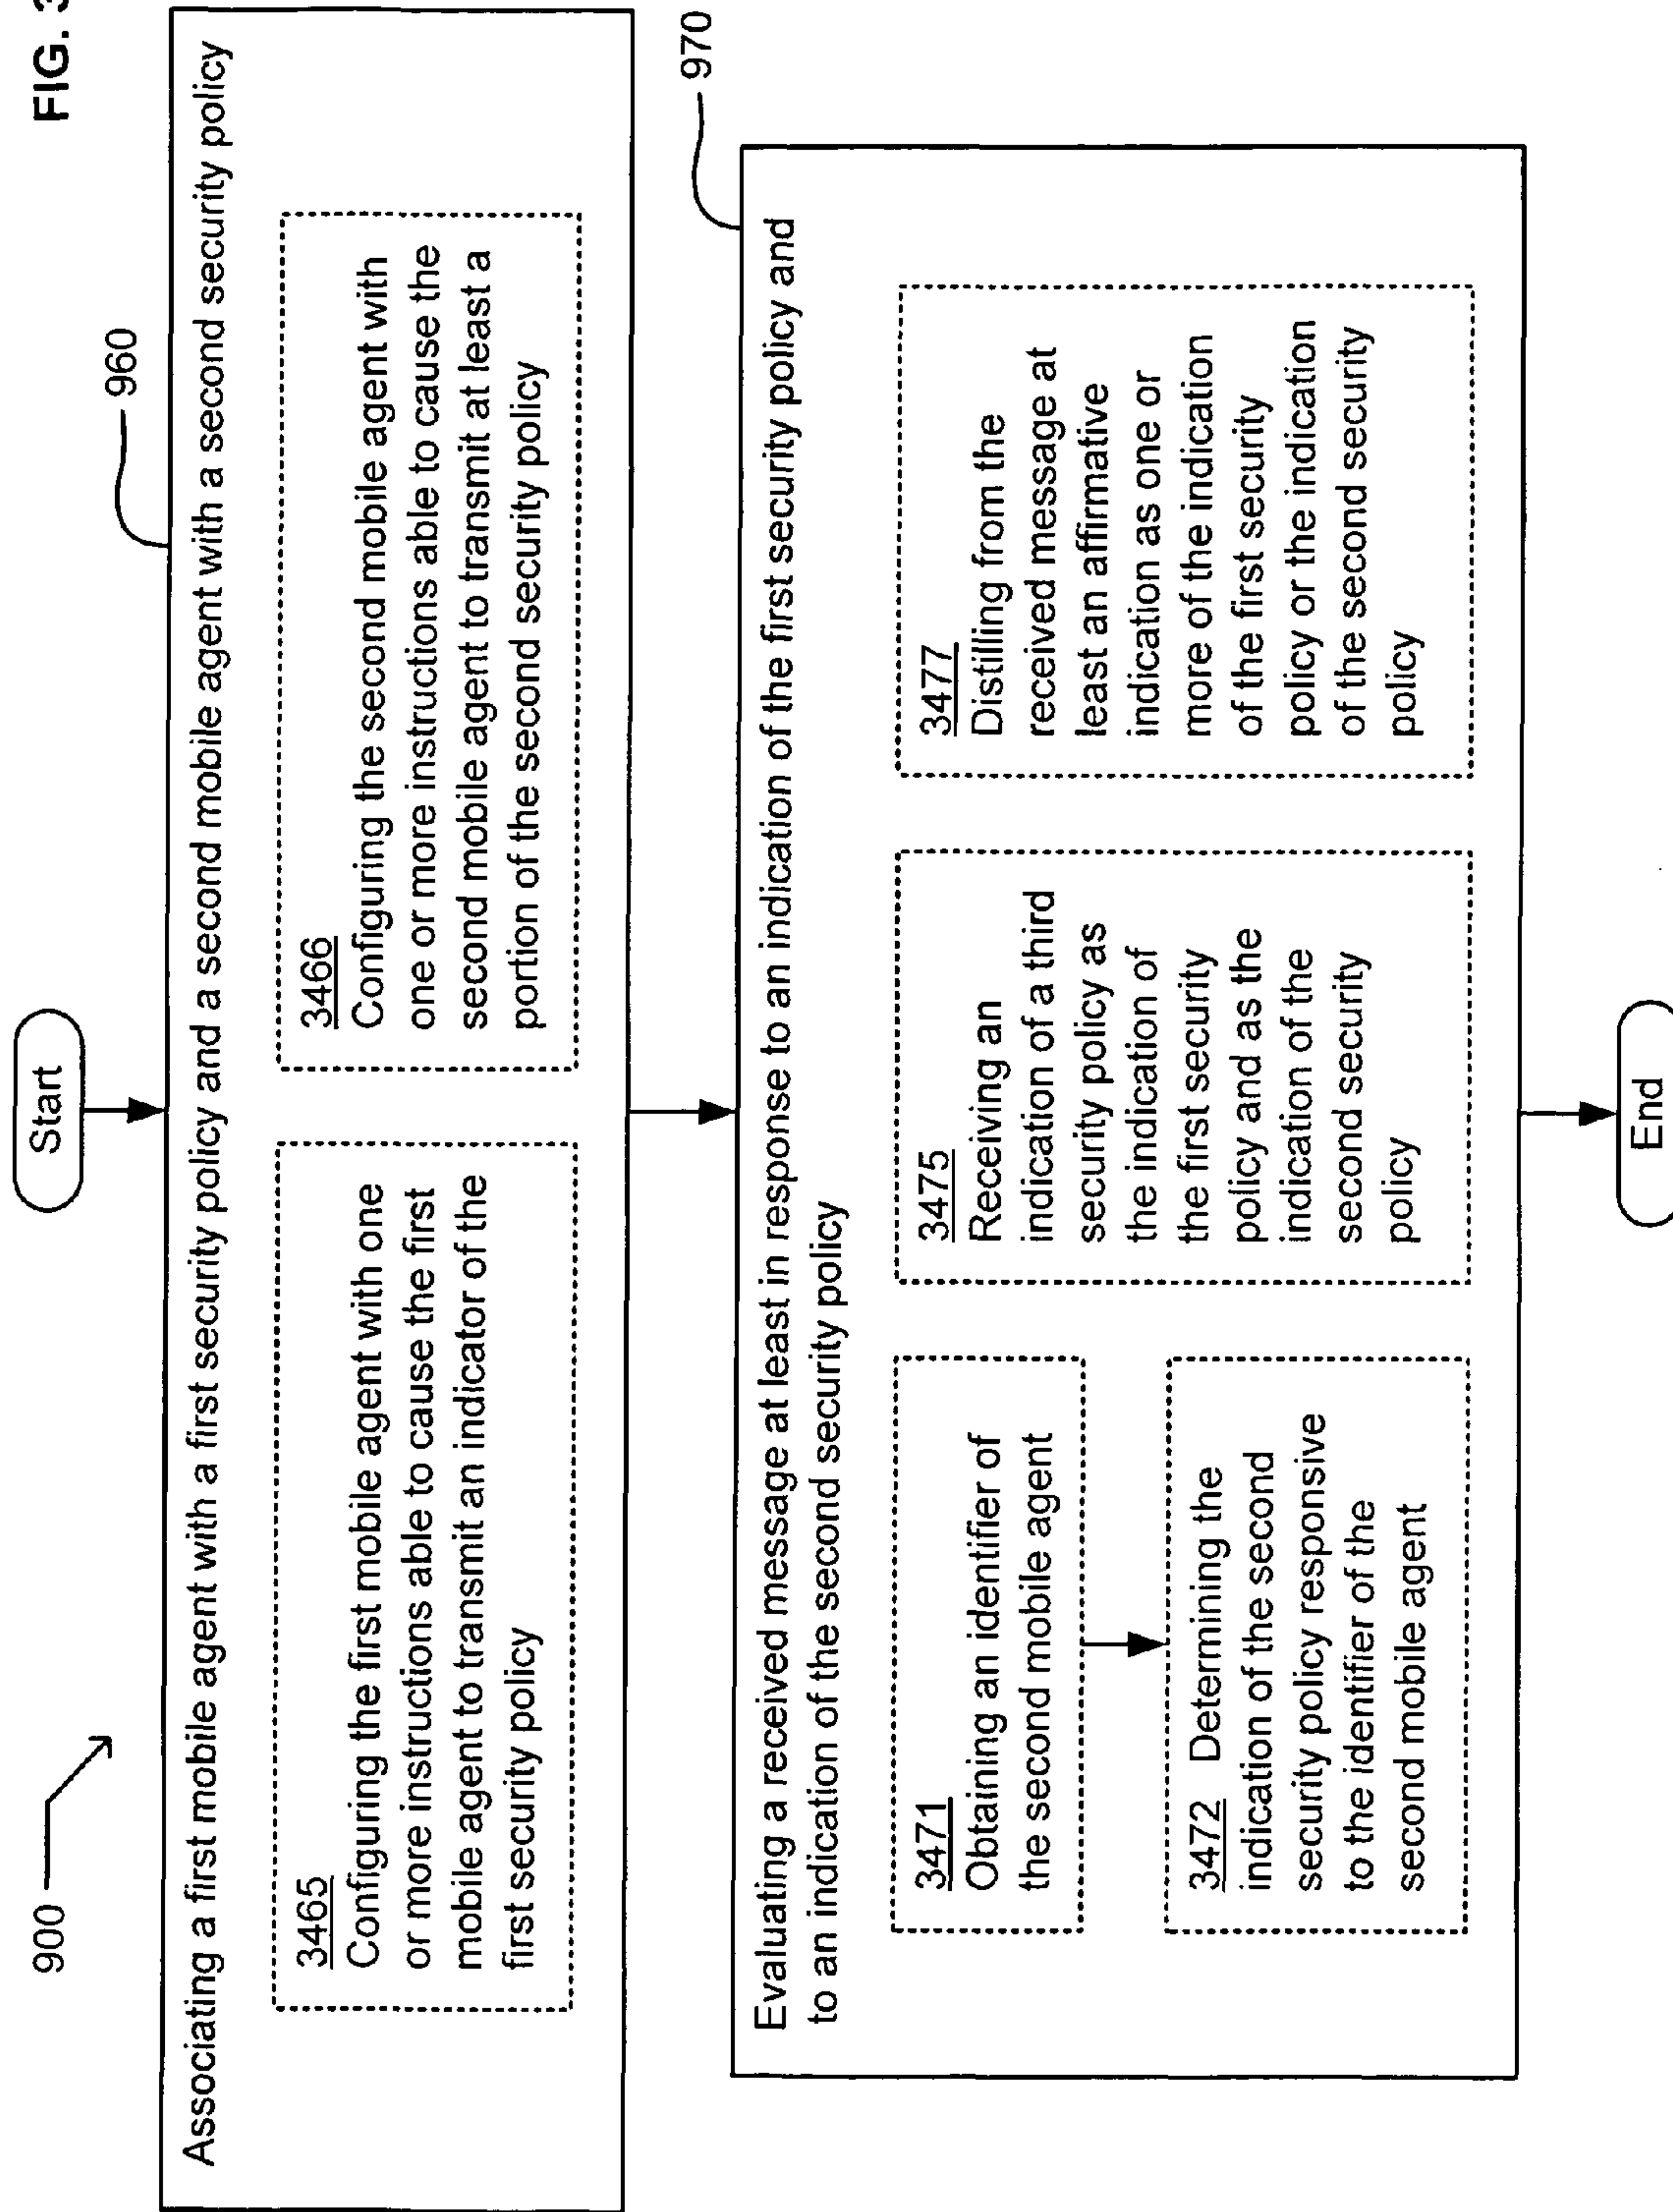 FIG. 3
900
Start
960
Associating a first mobile agent with a first security policy and a second mobile agent with a second security policy
3465
Configuring the first mobile agent with one
or more instructions able to cause the first
mobile agent to transmit an indicator of the
first security policy
3466
Configuring the second mobile agent with
one or more instructions able to cause the
second mobile agent to transmit at least a
portion of the second security policy
970
Evaluating a received message at least in response to an indication of the first security policy and
to an indication of the second security policy
3471
Obtaining an identifier of
the second mobile agent
3472 Determining the
indication of the second
security policy responsive
to the identifier of the
second mobile agent
3475
Receiving an
indication of a third
security policy as
the indication of
the first security
policy and as the
indication of the
second security
policy
3477
Distilling from the
received message at
least an affirmative
indication as one or
more of the indication
of the first security
policy or the indication
of the second security
policy
End